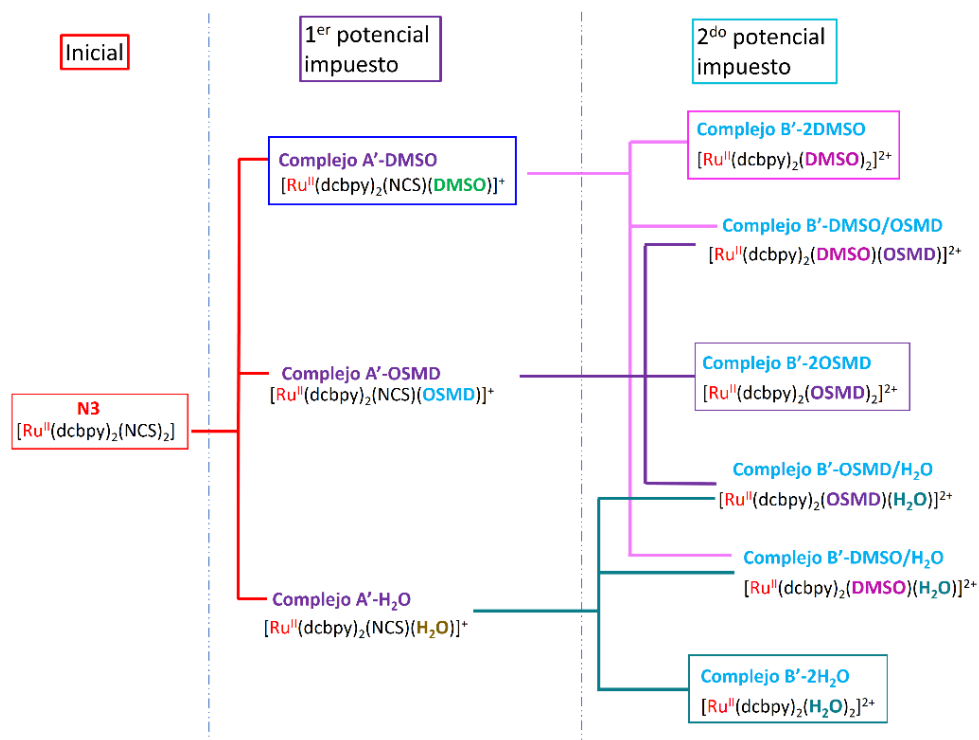 Inicial
1er potencial
impuesto
2do potencial
impuesto
N3
[RuII(dcbpy)2(NCS)2]
Complejo A’-DMSO
[RuII(dcbpy)2(NCS)(DMSO)]+
Complejo A’-OSMD
[RuII(dcbpy)2(NCS)(OSMD)]+
Complejo A’-H2O
[RuII(dcbpy)2(NCS)(H2O)]+
Complejo B’-2DMSO
[RuII(dcbpy)2(DMSO)2]2+
Complejo B’-DMSO/OSMD
[RuII(dcbpy)2(DMSO)(OSMD)]2+
Complejo B’-2OSMD
[RuII(dcbpy)2(OSMD)2]2+
Complejo B’-OSMD/H2O
[RuII(dcbpy)2(OSMD)(H2O)]2+
Complejo B’-DMSO/H2O
[RuII(dcbpy)2(DMSO)(H2O)]2+
Complejo B’-2H2O
[RuII(dcbpy)2(H2O)2]2+